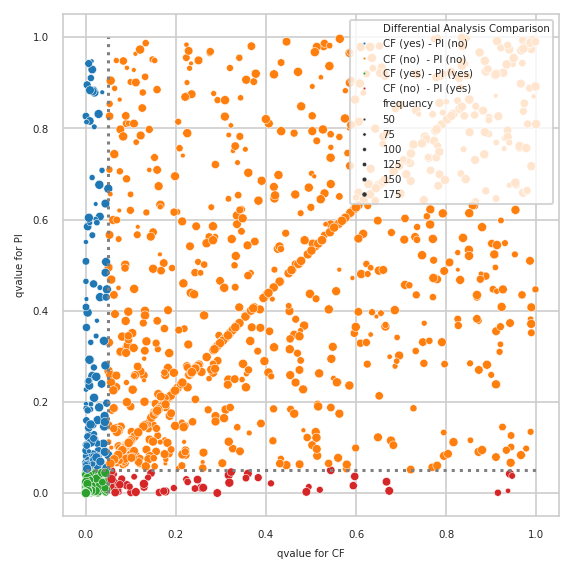 Differential Analysis Comparison
CF (yes) - PI (no)
CF (no)  - PI (no)
CF (yes) - PI (yes)
CF (no)  - PI (yes)
frequency
50
75
100
125
150
175
1.0
0.8
0.6
0.4
0.2
0.0
qvalue for PI
0.0 0.2 0.4 0.6 0.8 1.0
qvalue for CF